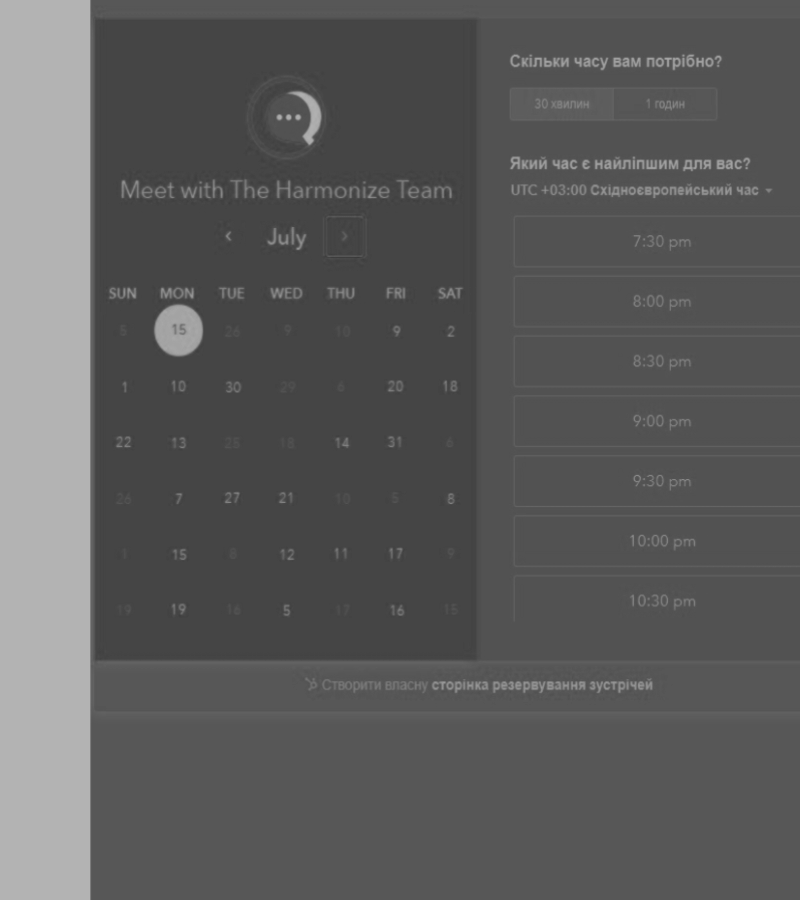 Meet with The Harmonize Team
‹ July ›
SUN MON TUE WED THU FRI SAT
5 15 26 9 10 9 2
1 10 30 29 6 20 18
22 13 25 18 14 31 6
26 7 27 21 10 5 8
15 8 12 11 17 9
19 19 16 5 17 16 15
Скільки часу вам потрібно?
30 хвилин 1 годин
Який час є найліпшим для вас?
UTC +03:00 Східноєвропейський час
7:30 pm
8:00 pm
8:30 pm
9:00 pm
9:30 pm
10:00 pm
10:30 pm
Створити власну сторінка резервування зустрічей